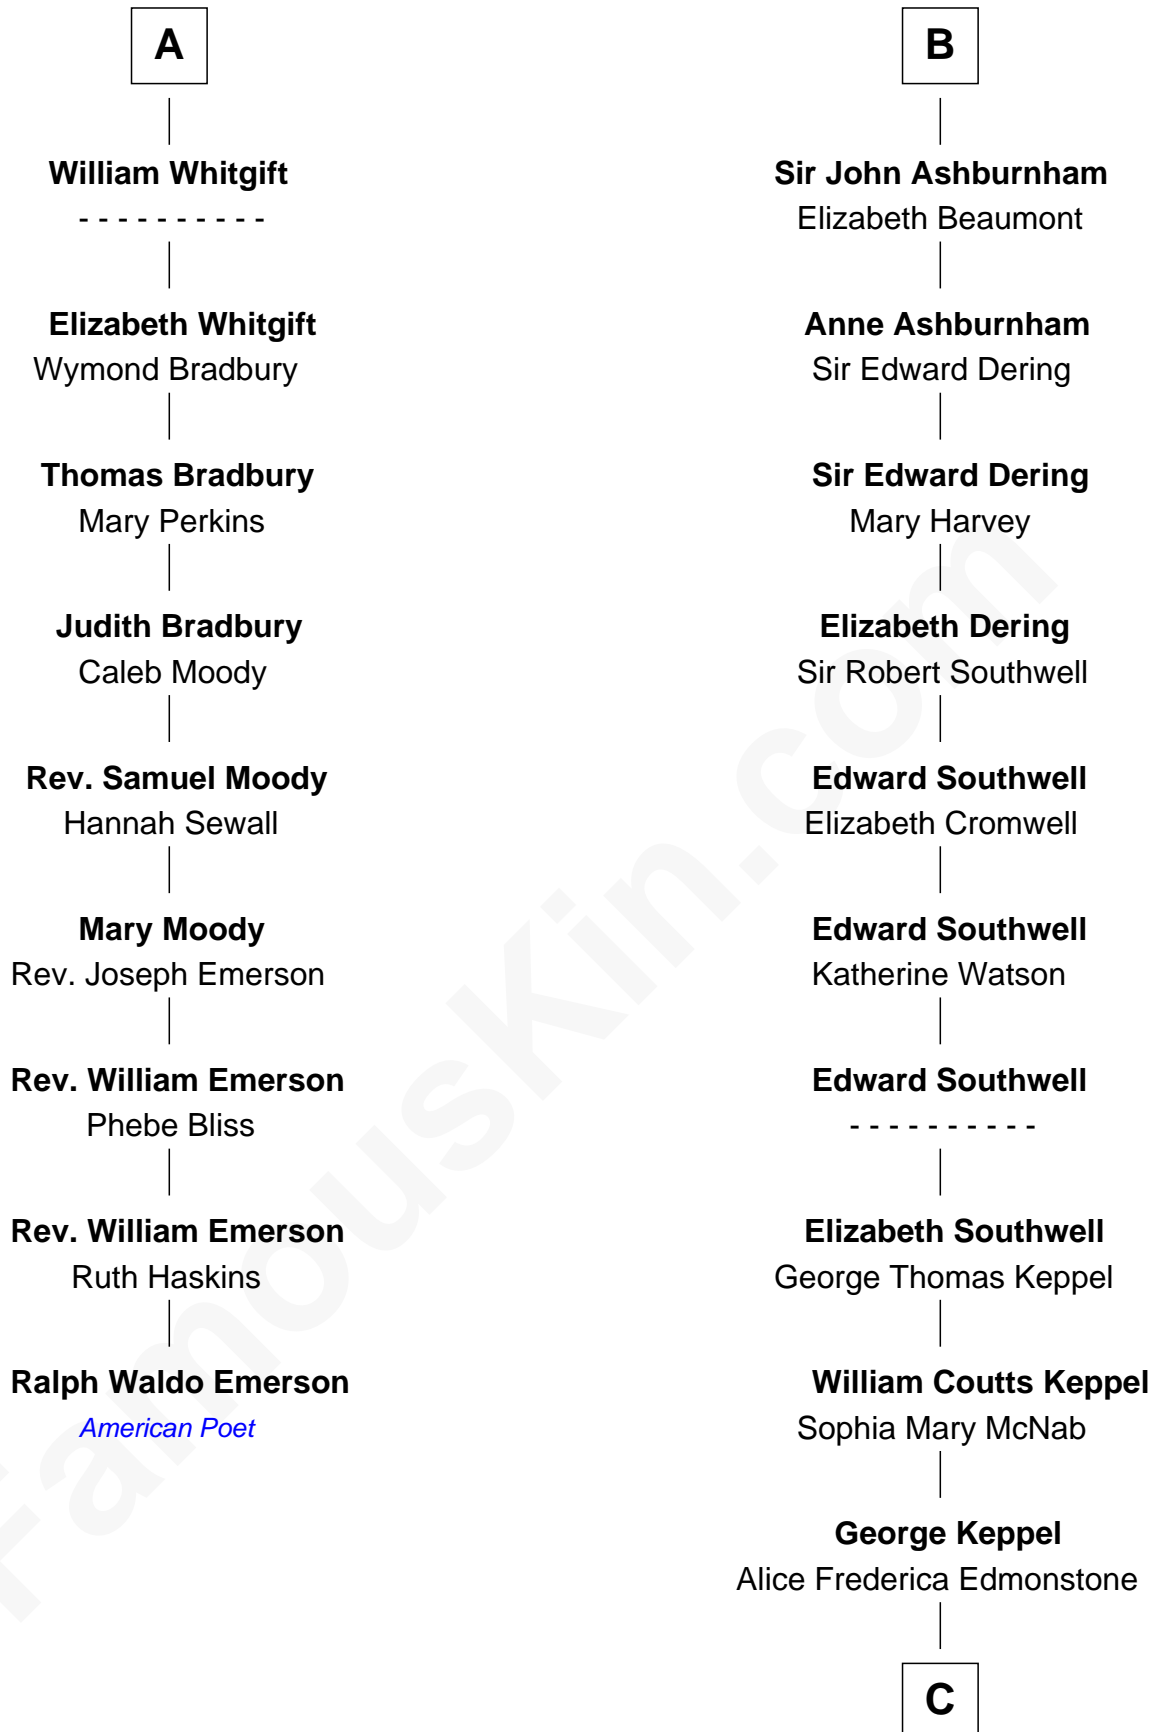 A
William Whitgift
- - - - - - - - - -
Elizabeth Whitgift
Wymond Bradbury
Thomas Bradbury
Mary Perkins
Judith Bradbury
Caleb Moody
Rev. Samuel Moody
Hannah Sewall
Mary Moody
Rev. Joseph Emerson
Rev. William Emerson
Phebe Bliss
Rev. William Emerson
Ruth Haskins
Ralph Waldo Emerson
American Poet
B
Sir John Ashburnham
Elizabeth Beaumont
Anne Ashburnham
Sir Edward Dering
Sir Edward Dering
Mary Harvey
Elizabeth Dering
Sir Robert Southwell
Edward Southwell
Elizabeth Cromwell
Edward Southwell
Katherine Watson
Edward Southwell
- - - - - - - - - -
Elizabeth Southwell
George Thomas Keppel
William Coutts Keppel
Sophia Mary McNab
George Keppel
Alice Frederica Edmonstone
C
FamousKin.com